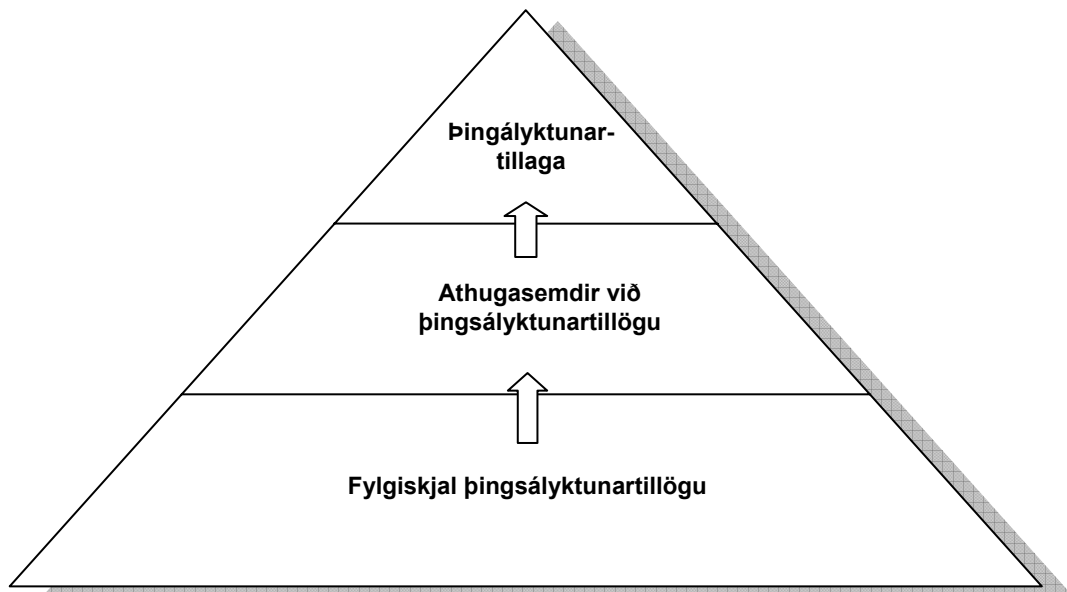 Þingályktunar-
tillaga
Athugasemdir við
þingsályktunartillögu
Fylgiskjal þingsályktunartillögu